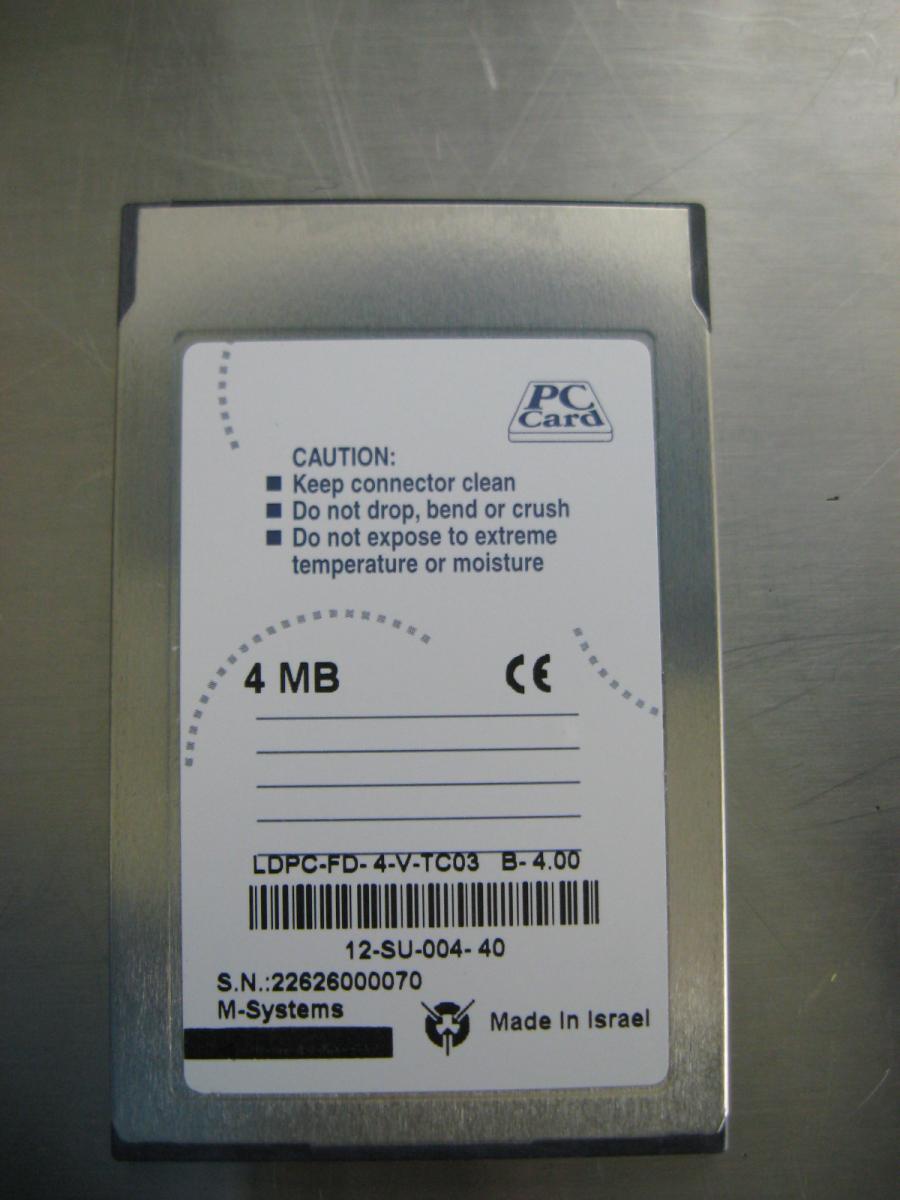 PC
Card
CAUTION:
■ Keep connector clean
■ Do not drop, bend or crush
■ Do not expose to extreme
temperature or moisture
4 MB CE
LDPC-FD- 4-V-TC03 B- 4.00
12-SU-004- 40
S.N.:22626000070
M-Systems
Made In Israel